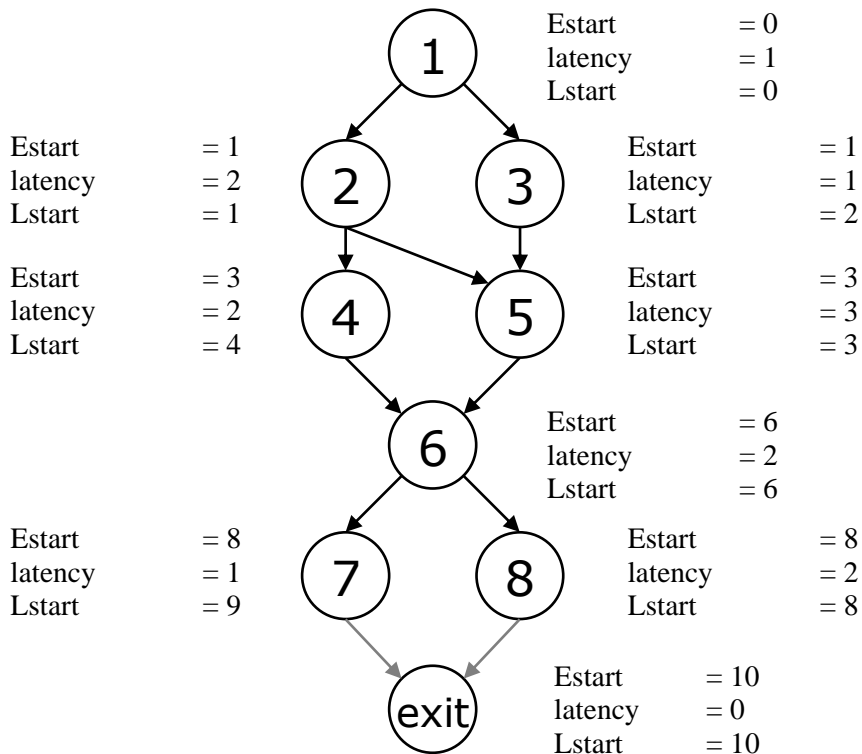 1
Estart = 0
latency = 1
Lstart = 0
Estart = 1
latency = 2
Lstart = 1
2
3
Estart = 1
latency = 1
Lstart = 2
Estart = 3
latency = 2
Lstart = 4
4
5
Estart = 3
latency = 3
Lstart = 3
6
Estart = 6
latency = 2
Lstart = 6
Estart = 8
latency = 1
Lstart = 9
7
8
Estart = 8
latency = 2
Lstart = 8
exit
Estart = 10
latency = 0
Lstart = 10